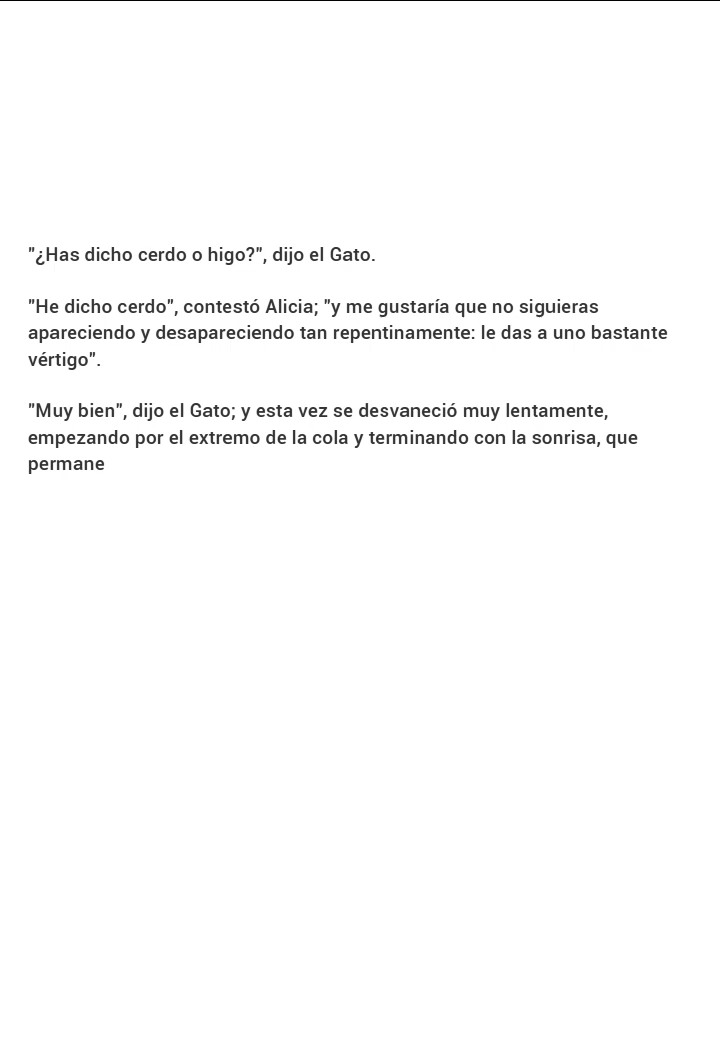 "¿Has dicho cerdo o higo?", dijo el Gato.
"He dicho cerdo", contestó Alicia; "y me gustaría que no siguieras
apareciendo y desapareciendo tan repentinamente: le das a uno bastante
vértigo".
"Muy bien", dijo el Gato; y esta vez se desvaneció muy lentamente,
empezando por el extremo de la cola y terminando con la sonrisa, que
permane